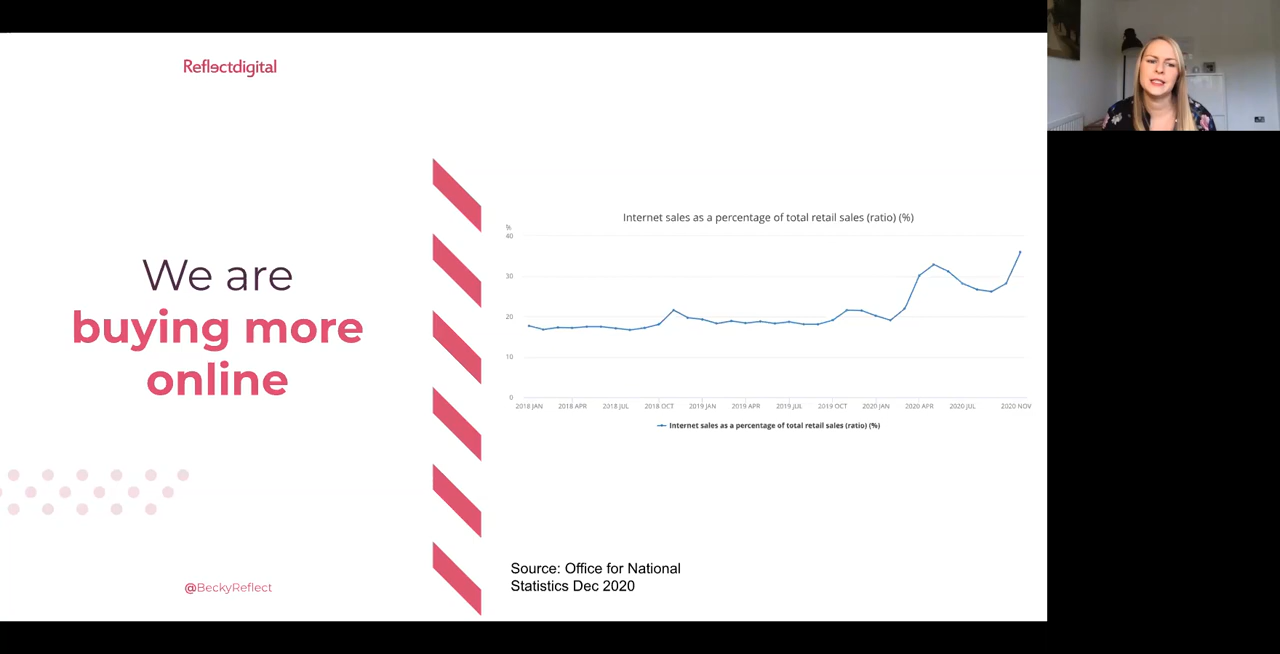 Reflectdigital
We are
buying more
online
@BeckyReflect
Internet sales as a percentage of total retail sales (ratio) (%)
%
40
30
20
10
0
2018 JAN 2018 APR 2018 JUL 2018 OCT 2019 JAN 2019 APR 2019 JUL 2019 OCT 2020 JAN 2020 APR 2020 JUL 2020 NOV
Internet sales as a percentage of total retail sales (ratio) (%)
Source: Office for National
Statistics Dec 2020